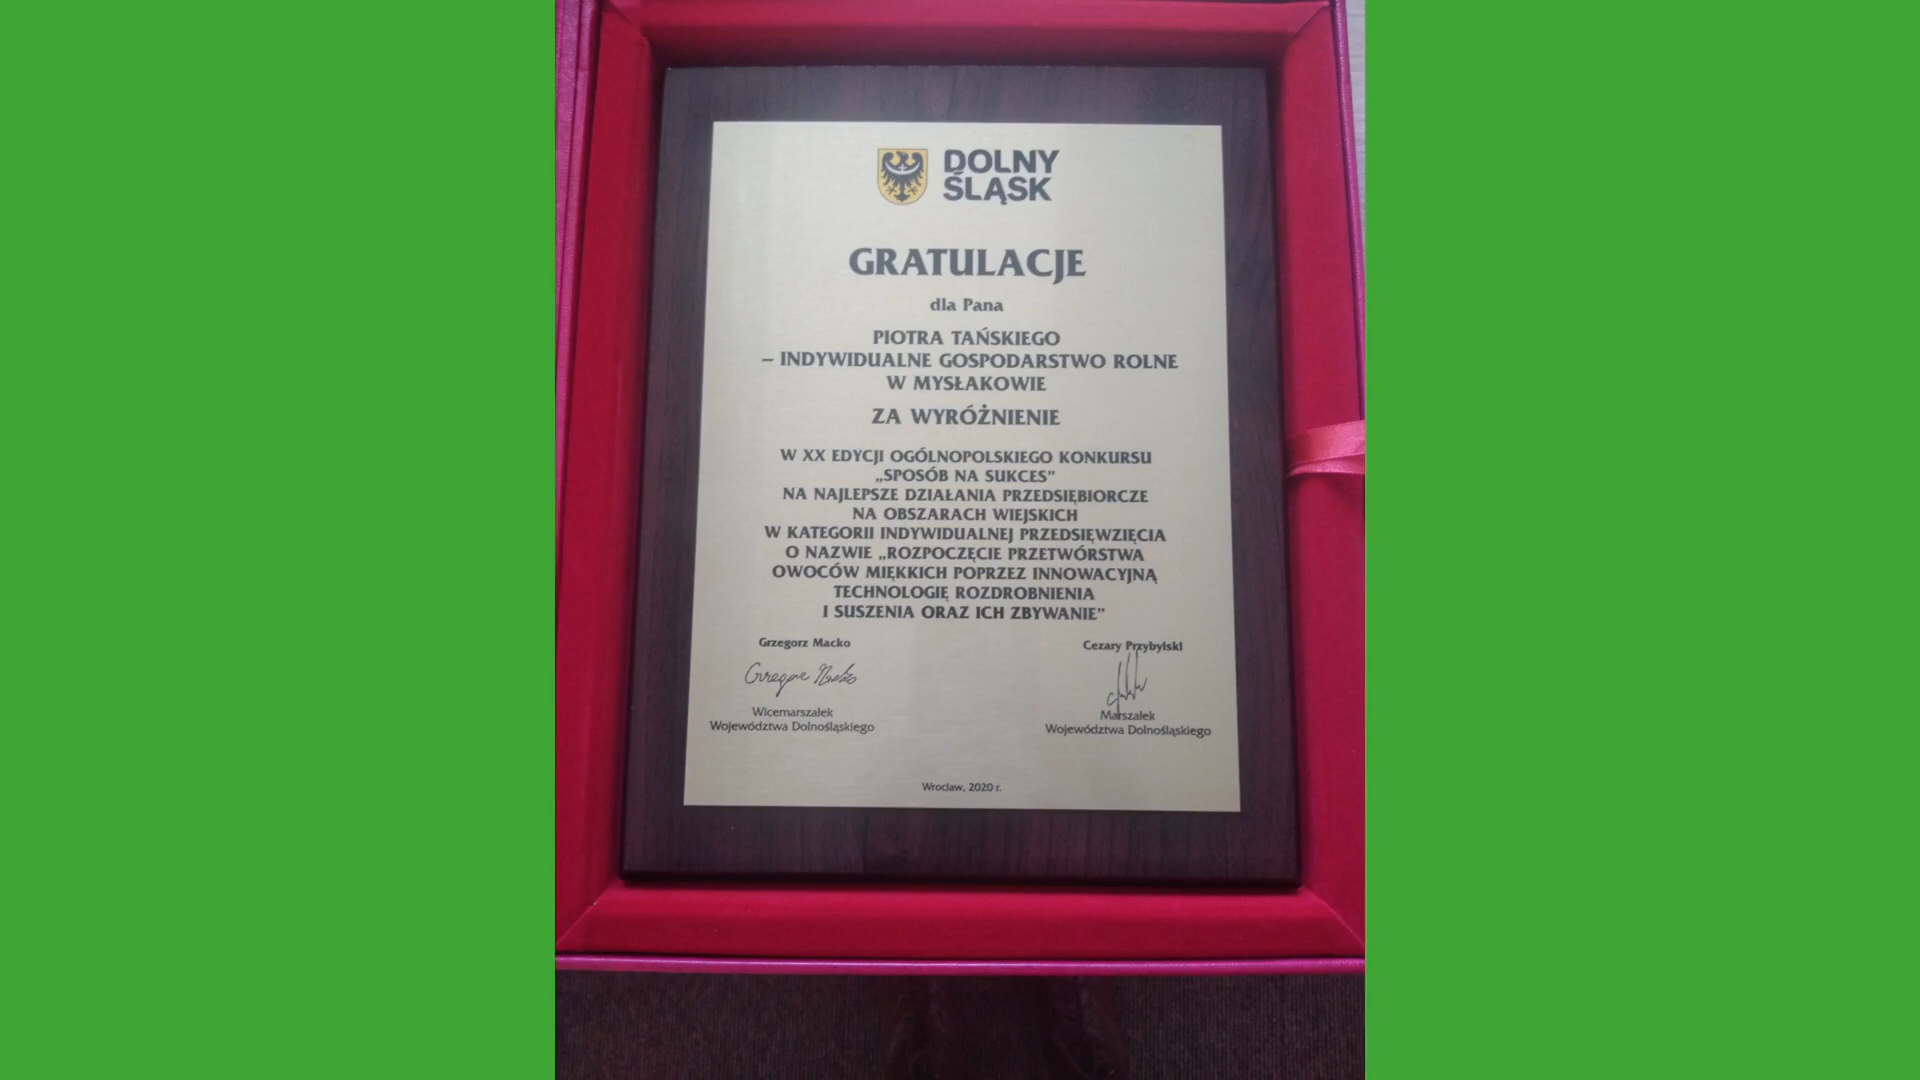 DOLNY
ŚLĄSK
GRATULACJE
dla Pana
PIOTRA TAŃSKIEGO
– INDYWIDUALNE GOSPODARSTWO ROLNE
W MYSŁAKOWIE
ZA WYRÓŻNIENIE
W XX EDYCJI OGÓLNOPOLSKIEGO KONKURSU
„SPOSÓB NA SUKCES”
NA NAJLEPSZE DZIAŁANIA PRZEDSIĘBIORCZE
NA OBSZARACH WIEJSKICH
W KATEGORII INDYWIDUALNEJ PRZEDSIĘWZIĘCIA
O NAZWIE „ROZPOCZĘCIE PRZETWÓRSTWA
OWOCÓW MIĘKKICH POPRZEZ INNOWACYJNĄ
TECHNOLOGIĘ ROZDROBNIENIA
I SUSZENIA ORAZ ICH ZBYWANIE”
Grzegorz Macko
Grzegorz Macko
Wicemarszałek
Województwa Dolnośląskiego
Cezary Przybylski
Marszałek
Województwa Dolnośląskiego
Wrocław, 2020 r.